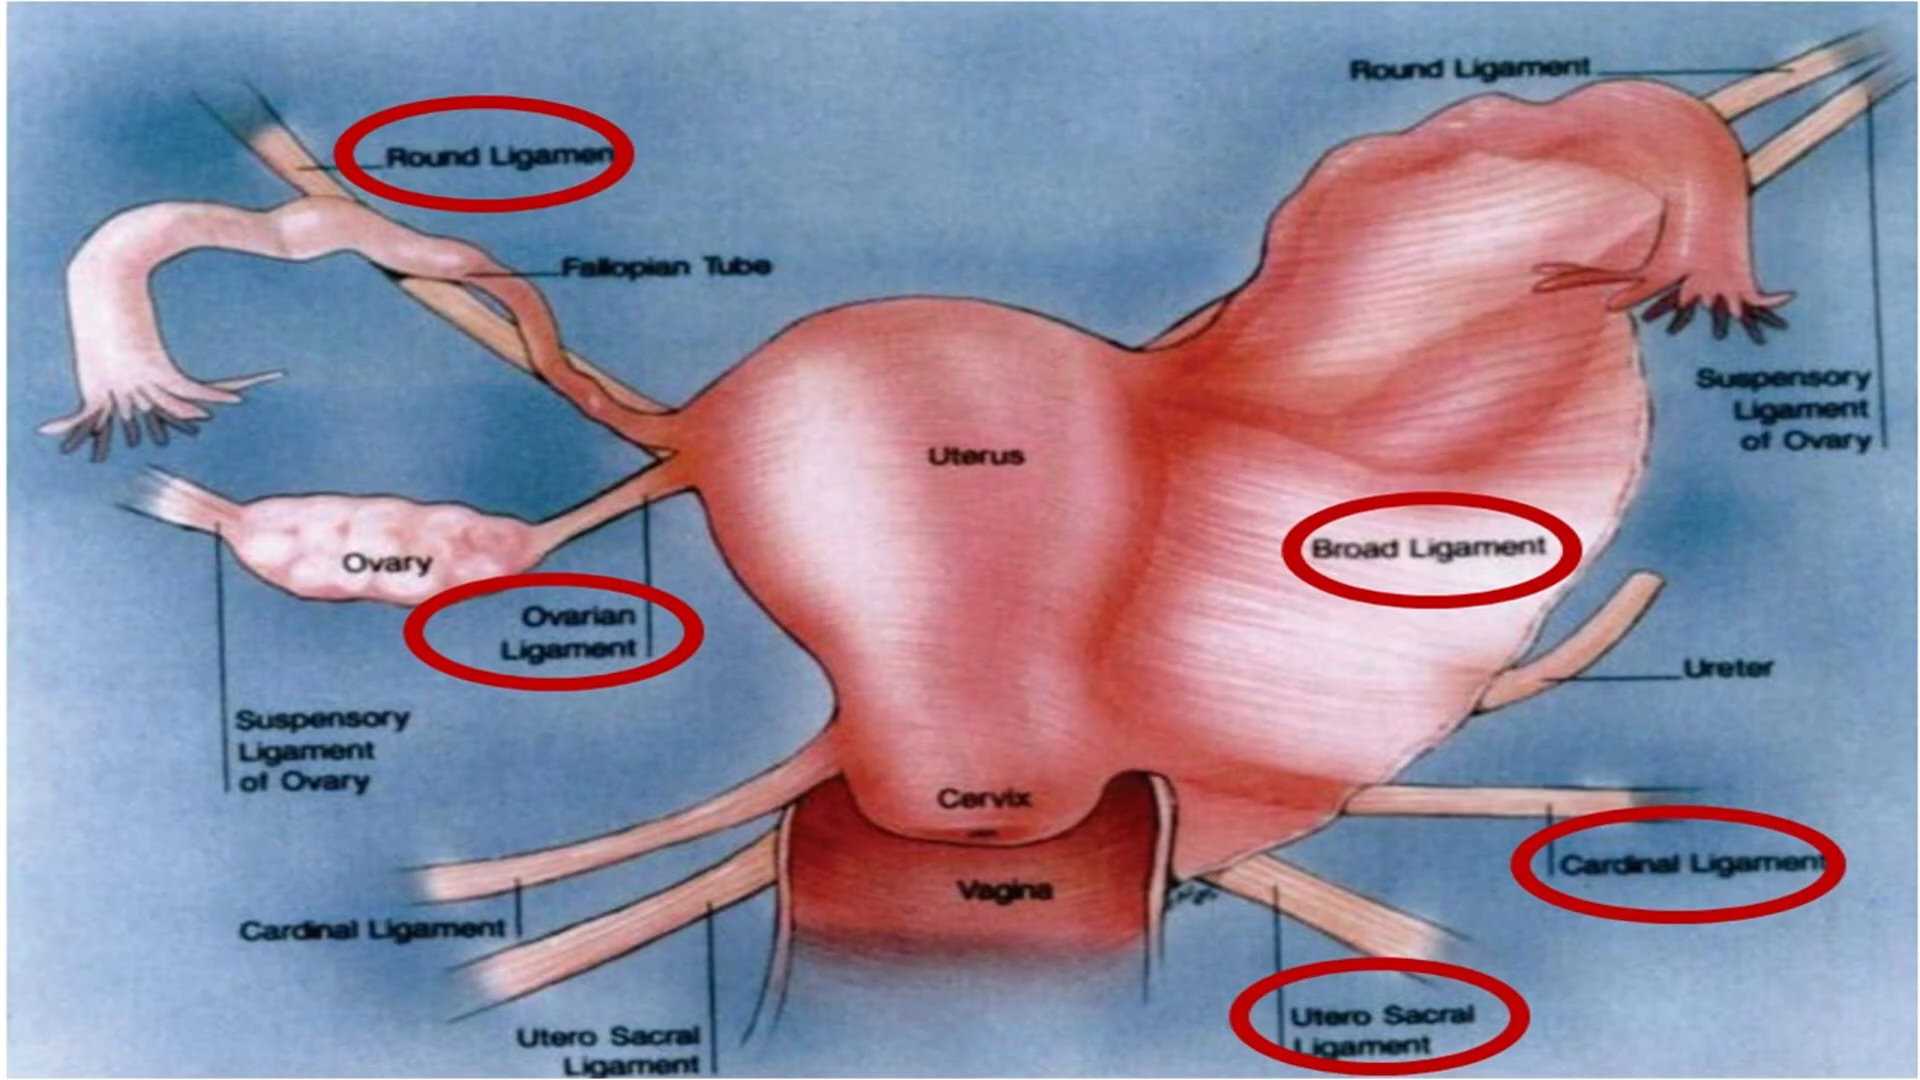 Round Ligament
Round Ligamen
Fallopian Tube
Suspensory
Ligament
of Ovary
Uterus
Broad Ligament
Ovary
Ovarian
Ligament
Ureter
Suspensory
Ligament
of Ovary
Cervix
Cardinal Ligament
Vagina
Cardinal Ligament
Utero Sacral
Ligament
Utero Sacral
Ligament